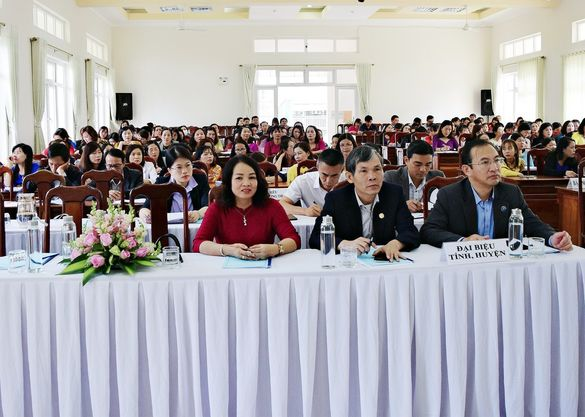 ĐẠI BIỂU
TỈNH, HUYỆN